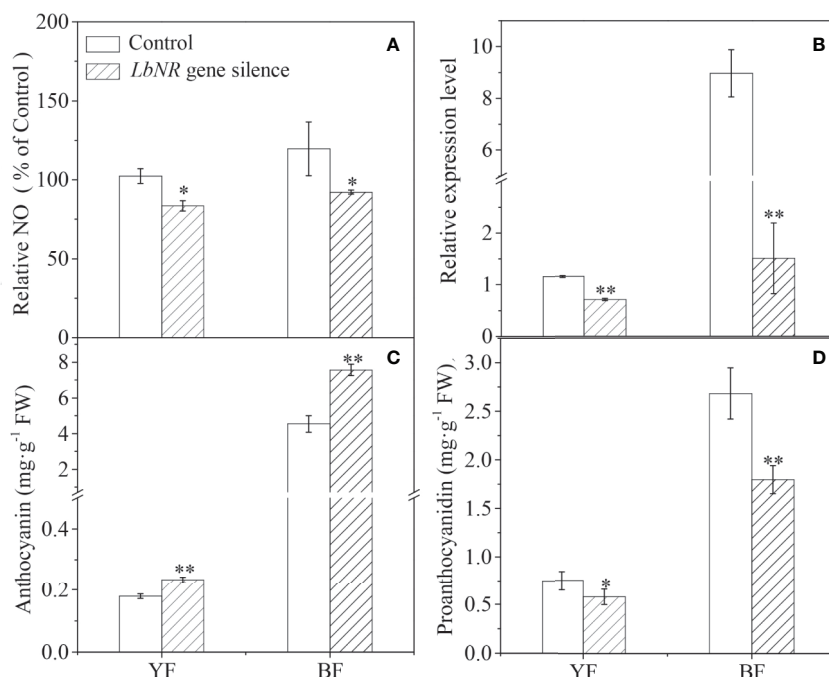 A
Control
LbNR gene silence
Relative NO ( % of Control)
200
150
100
50
0
*
*
B
Relative expression level
10
8
6
2
1
0
**
**
C
Anthocyanin (mg·g-1 FW)
8
6
4
2
0.4
0.2
0.0
**
**
YF
BF
D
Proanthocyanidin (mg·g-1 FW)
3.0
2.5
2.0
1.5
1.0
0.5
0.0
*
**
YF
BF